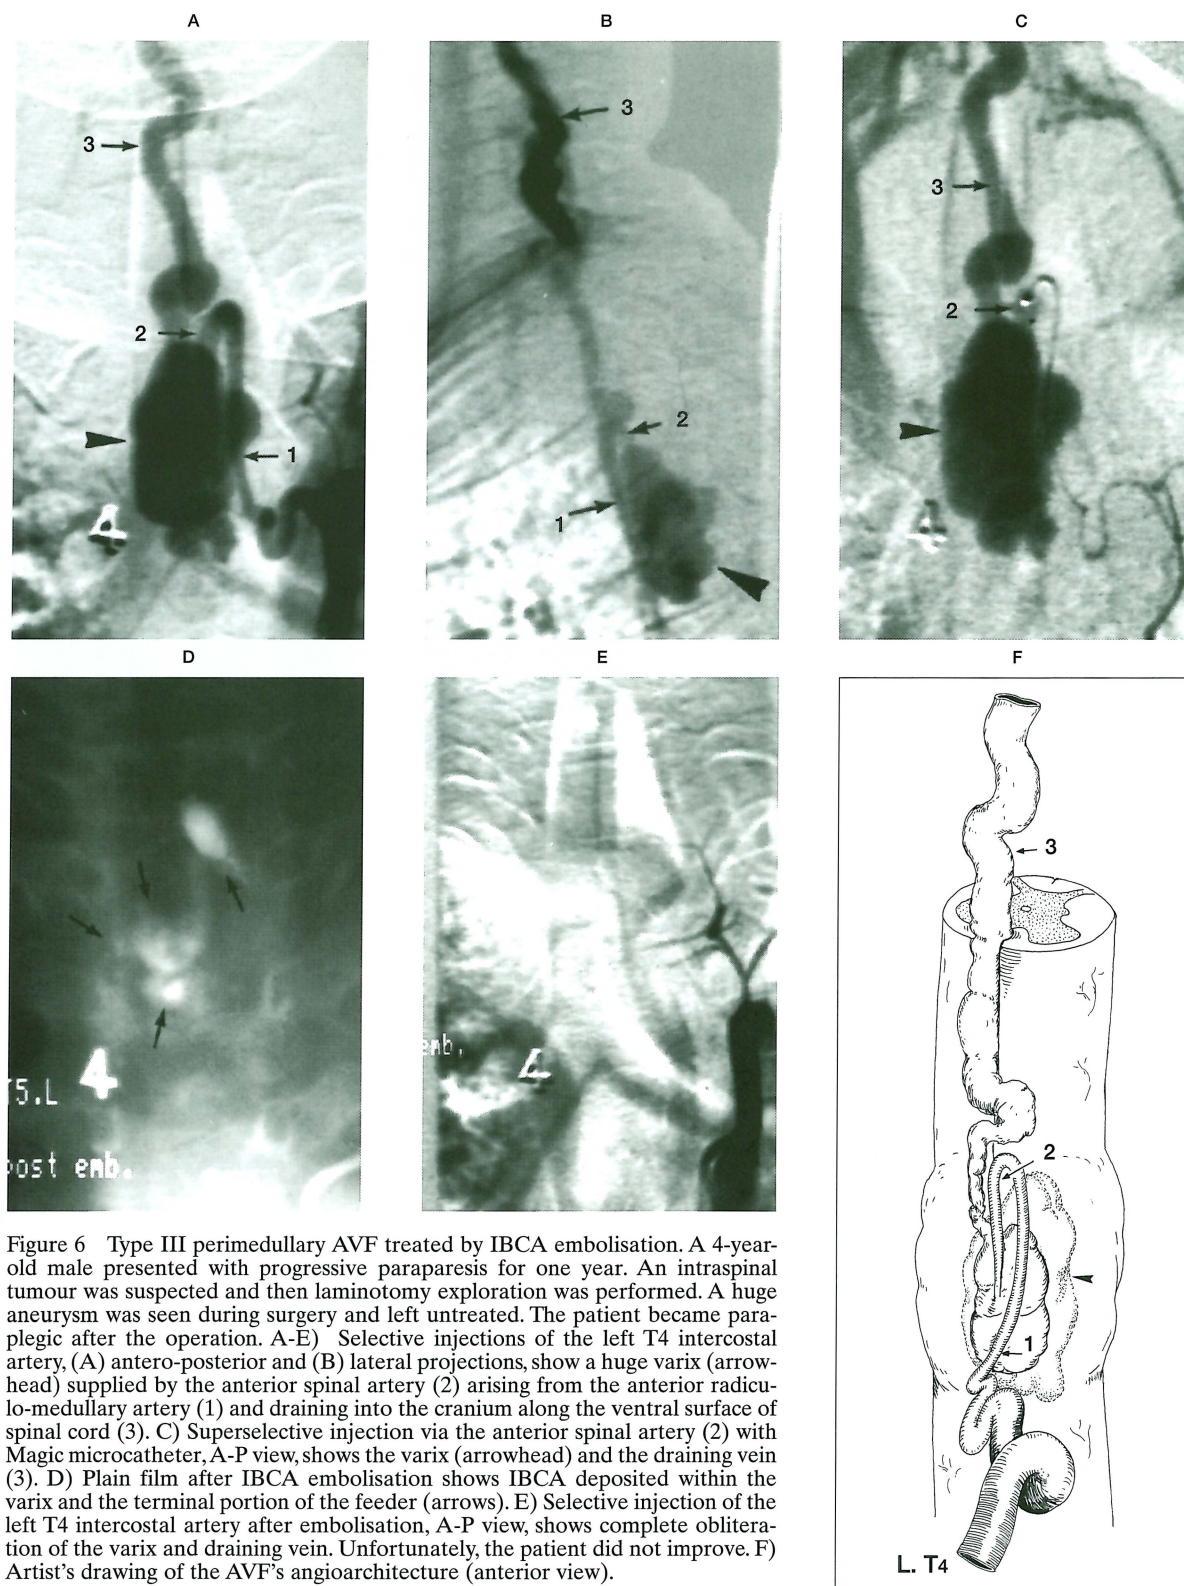 A
B
C
3
2
1
4
3
2
1
3
2
4
D
E
F
T5.L 4
post emb.
emb. 4
3
2
1
L. T4
Figure 6 Type III perimedullary AVF treated by IBCA embolisation. A 4-year-
old male presented with progressive paraparesis for one year. An intraspinal
tumour was suspected and then laminotomy exploration was performed. A huge
aneurysm was seen during surgery and left untreated. The patient became para-
plegic after the operation. A-E) Selective injections of the left T4 intercostal
artery, (A) antero-posterior and (B) lateral projections, show a huge varix (arrow-
head) supplied by the anterior spinal artery (2) arising from the anterior radicu-
lo-medullary artery (1) and draining into the cranium along the ventral surface of
spinal cord (3). C) Superselective injection via the anterior spinal artery (2) with
Magic microcatheter, A-P view, shows the varix (arrowhead) and the draining vein
(3). D) Plain film after IBCA embolisation shows IBCA deposited within the
varix and the terminal portion of the feeder (arrows). E) Selective injection of the
left T4 intercostal artery after embolisation, A-P view, shows complete oblitera-
tion of the varix and draining vein. Unfortunately, the patient did not improve. F)
Artist's drawing of the AVF's angioarchitecture (anterior view).